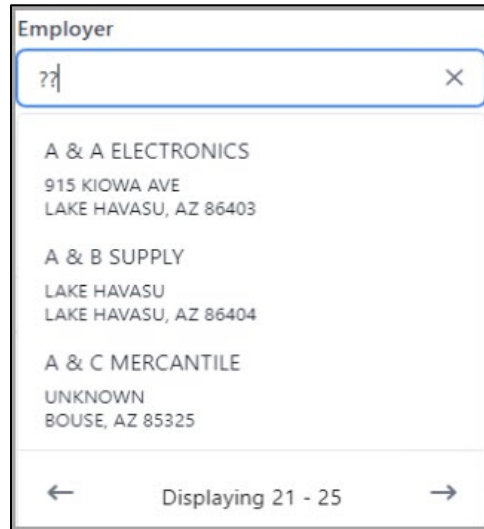 Employer
??
A & A ELECTRONICS
915 KIOWA AVE
LAKE HAVASU, AZ 86403
A & B SUPPLY
LAKE HAVASU
LAKE HAVASU, AZ 86404
A & C MERCANTILE
UNKNOWN
BOUSE, AZ 85325
Displaying 21 - 25